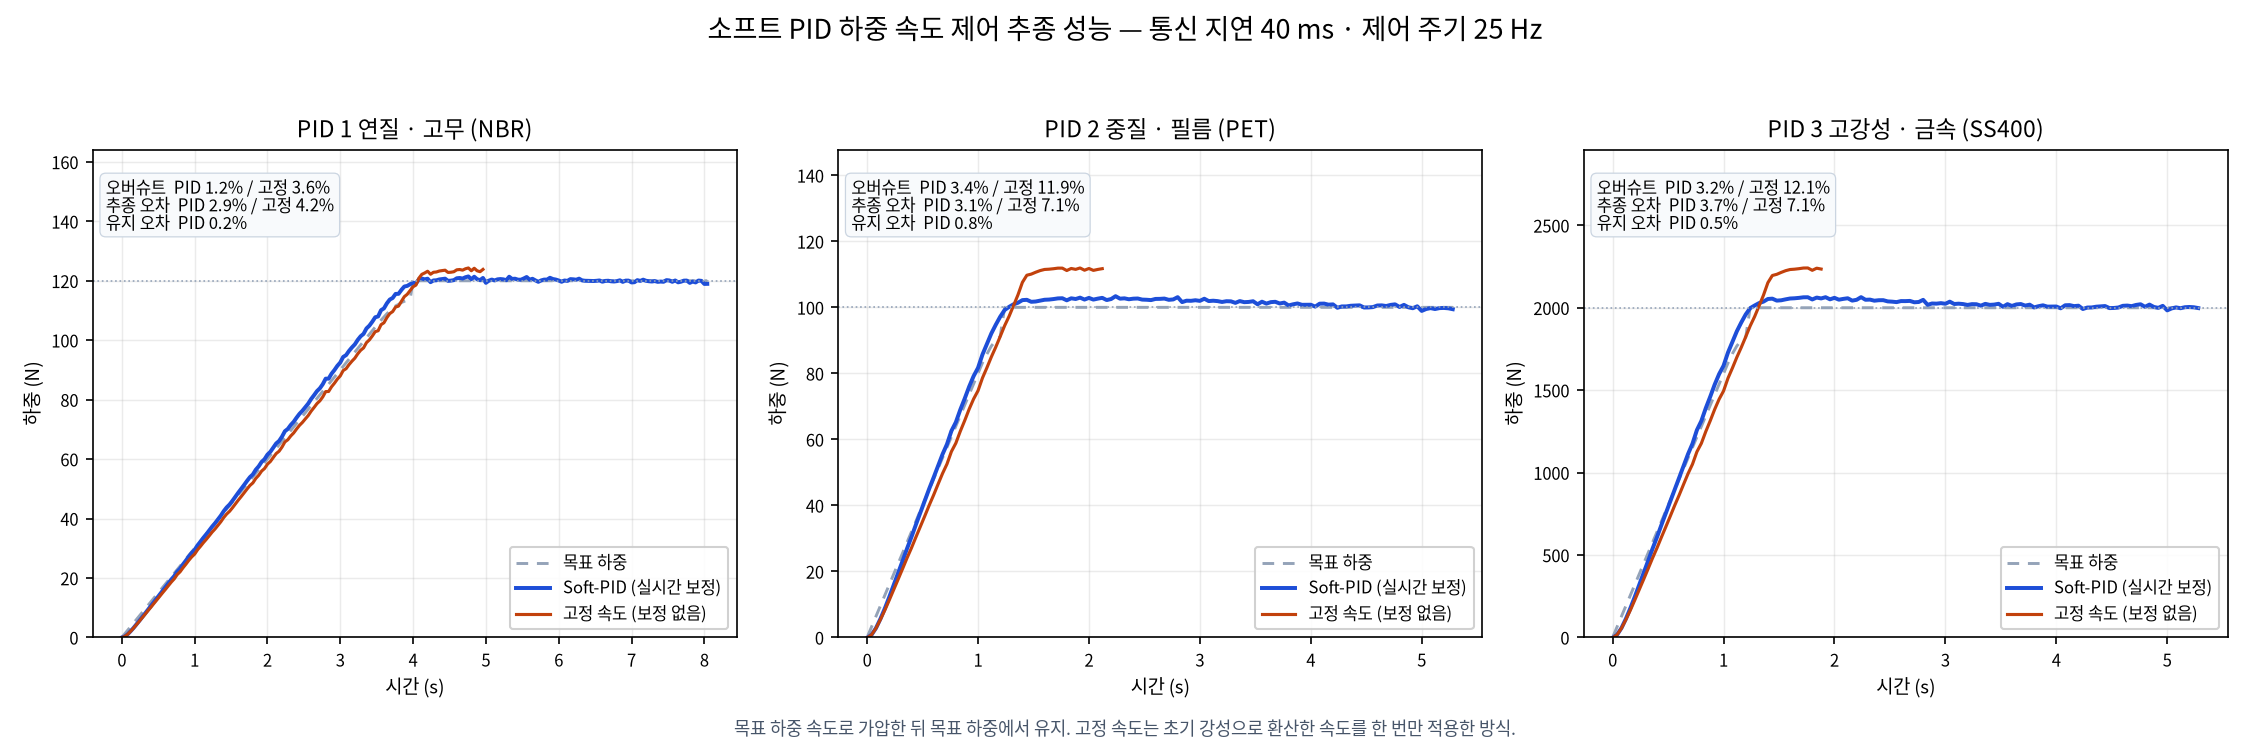 소프트 PID 하중 속도 제어 추종 성능 — 통신 지연 40 ms · 제어 주기 25 Hz
PID 1 연질 · 고무 (NBR)
오버슈트 PID 1.2% / 고정 3.6%
추종 오차 PID 2.9% / 고정 4.2%
유지 오차 PID 0.2%
160
140
120
100
80
60
40
20
0
하중 (N)
목표 하중
Soft-PID (실시간 보정)
고정 속도 (보정 없음)
0 1 2 3 4 5 6 7 8
시간 (s)
PID 2 중질 · 필름 (PET)
오버슈트 PID 3.4% / 고정 11.9%
추종 오차 PID 3.1% / 고정 7.1%
유지 오차 PID 0.8%
140
120
100
80
60
40
20
0
하중 (N)
목표 하중
Soft-PID (실시간 보정)
고정 속도 (보정 없음)
0 1 2 3 4 5
시간 (s)
PID 3 고강성 · 금속 (SS400)
오버슈트 PID 3.2% / 고정 12.1%
추종 오차 PID 3.7% / 고정 7.1%
유지 오차 PID 0.5%
2500
2000
1500
1000
500
0
하중 (N)
목표 하중
Soft-PID (실시간 보정)
고정 속도 (보정 없음)
0 1 2 3 4 5
시간 (s)
목표 하중 속도로 가압한 뒤 목표 하중에서 유지. 고정 속도는 초기 강성으로 환산한 속도를 한 번만 적용한 방식.